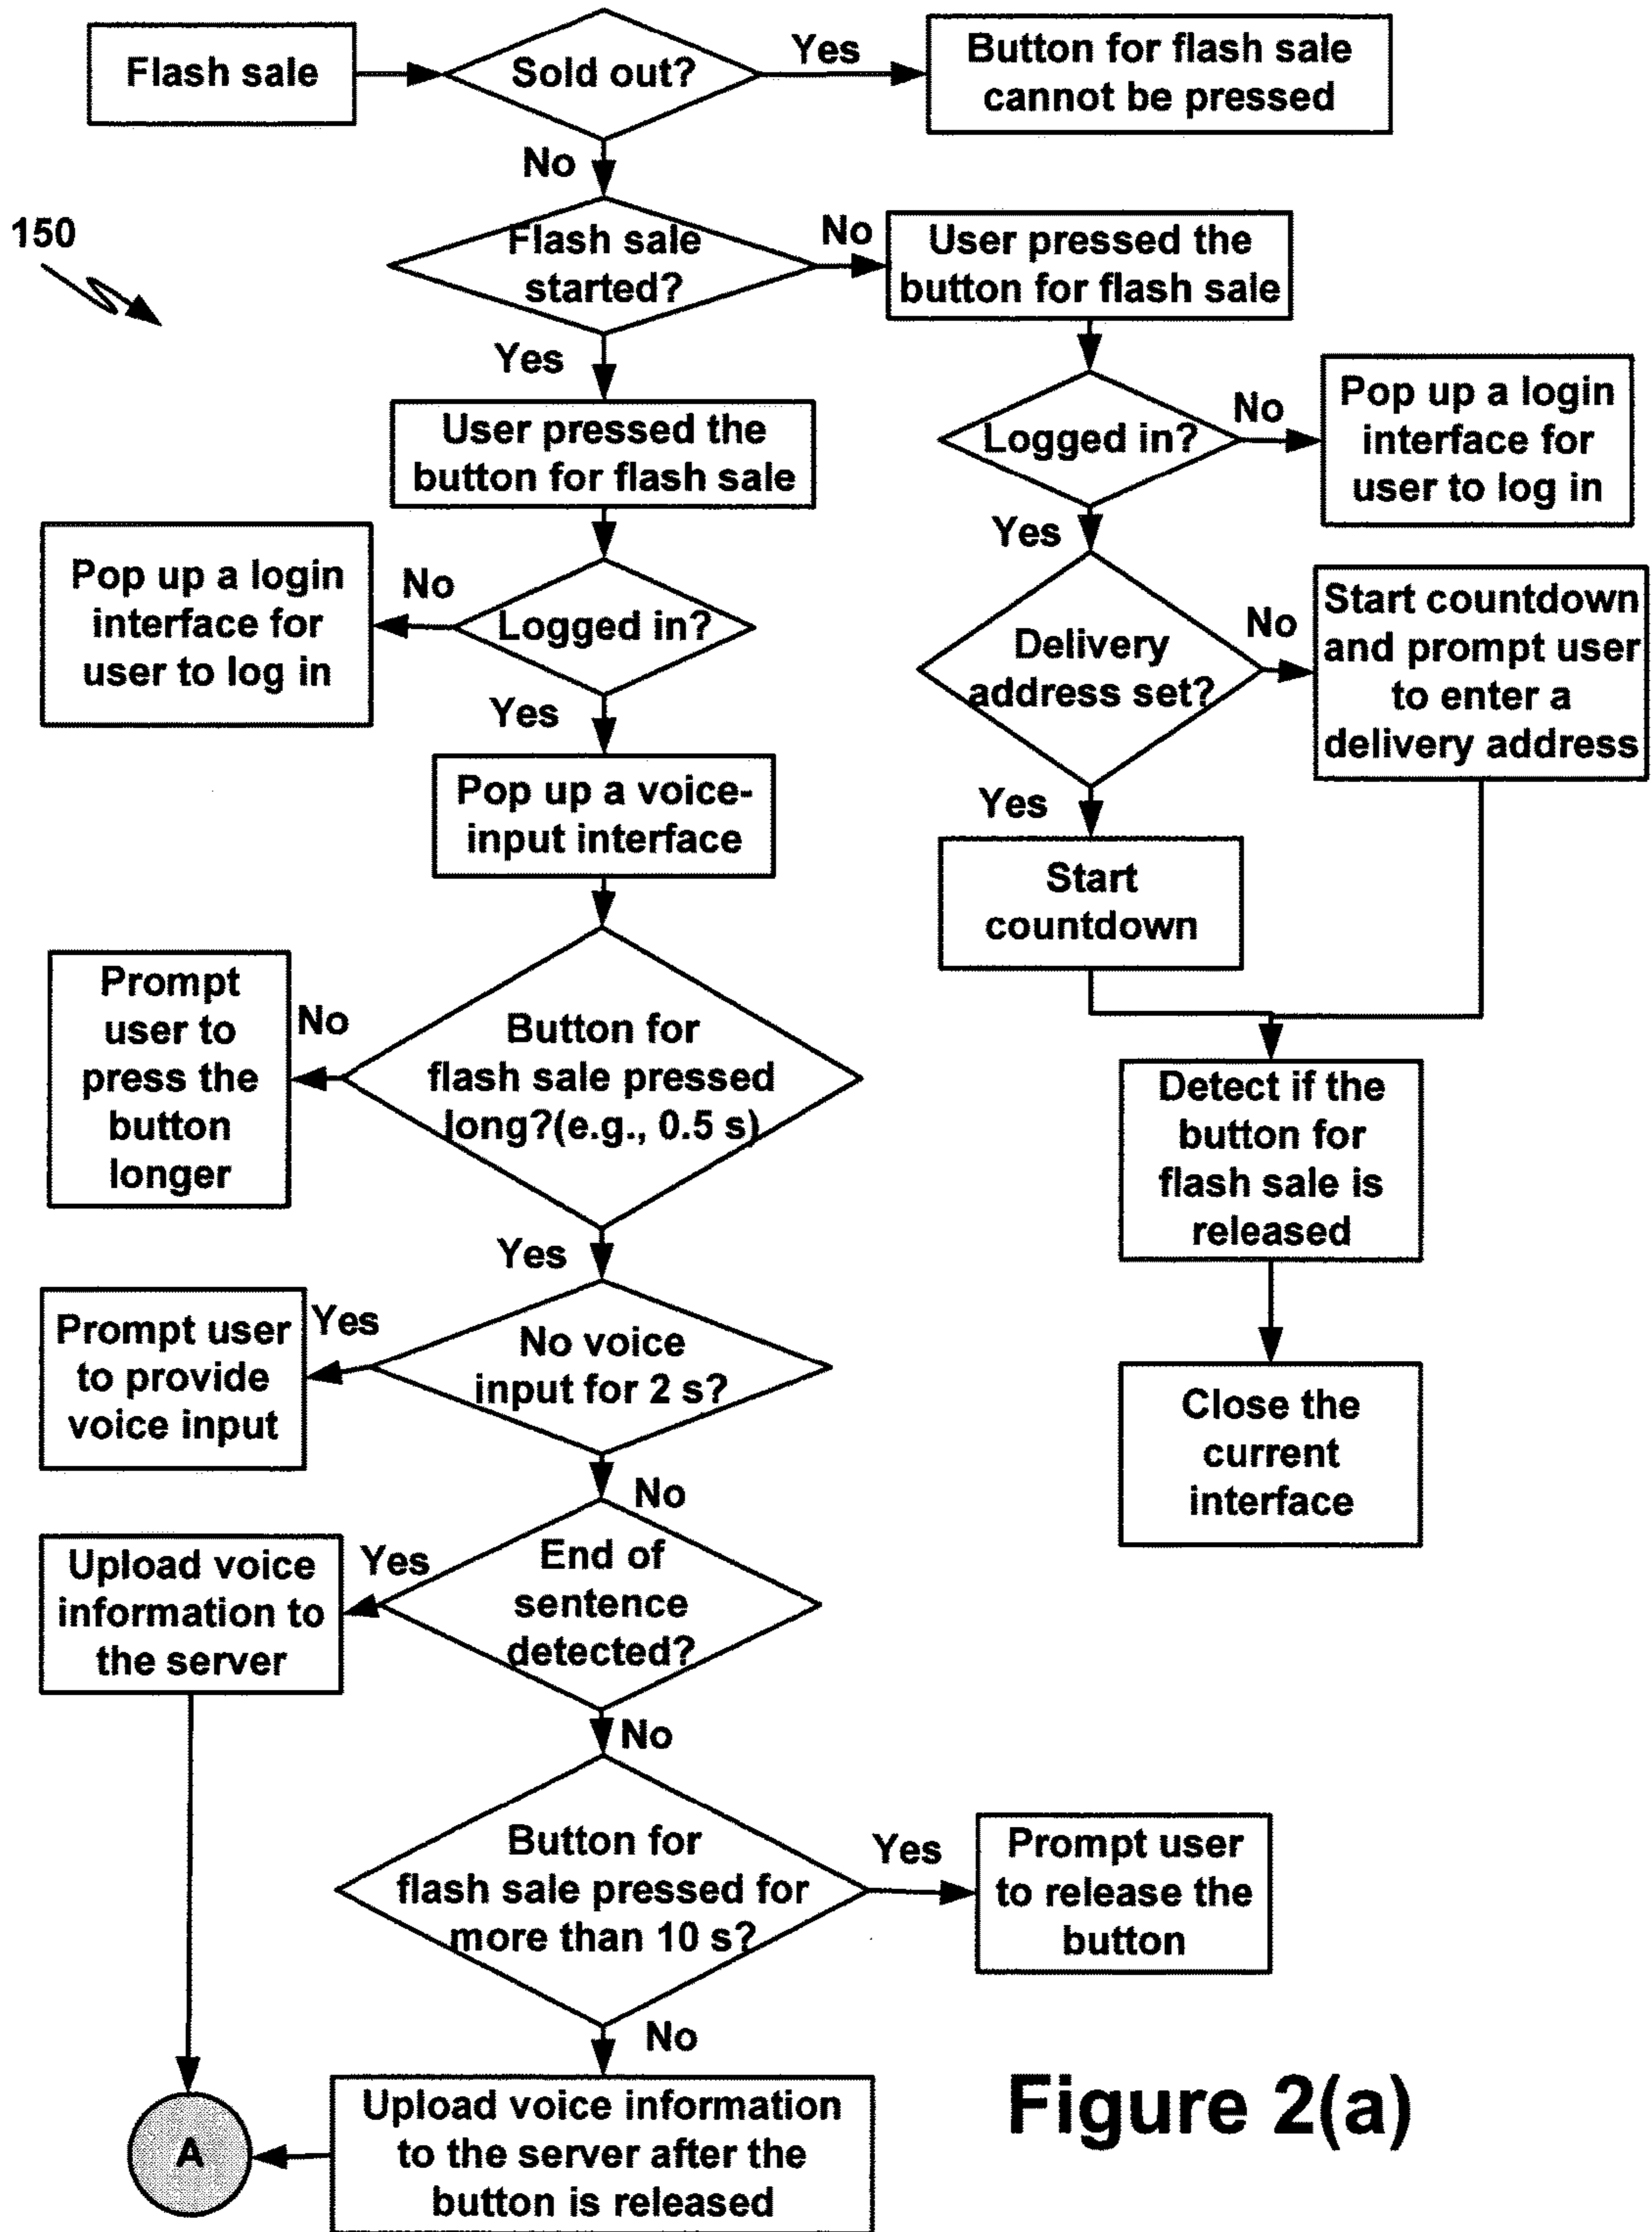 Flash sale
Sold out?
Yes
Button for flash sale
cannot be pressed
No
150
Flash sale
started?
No
User pressed the
button for flash sale
Yes
User pressed the
button for flash sale
Logged in?
No
Pop up a login
interface for
user to log in
Yes
Pop up a login
interface for
user to log in
No
Logged in?
Delivery
address set?
No
Start countdown
and prompt user
to enter a
delivery address
Yes
Yes
Pop up a voice-
input interface
Start
countdown
Prompt
user to
press the
button
longer
No
Button for
flash sale pressed
long?(e.g., 0.5 s)
Detect if the
button for
flash sale is
released
Yes
Prompt user
to provide
voice input
Yes
No voice
input for 2 s?
Close the
current
interface
No
Upload voice
information to
the server
Yes
End of
sentence
detected?
No
Button for
flash sale pressed for
more than 10 s?
Yes
Prompt user
to release the
button
No
A
Upload voice information
to the server after the
button is released
Figure 2(a)